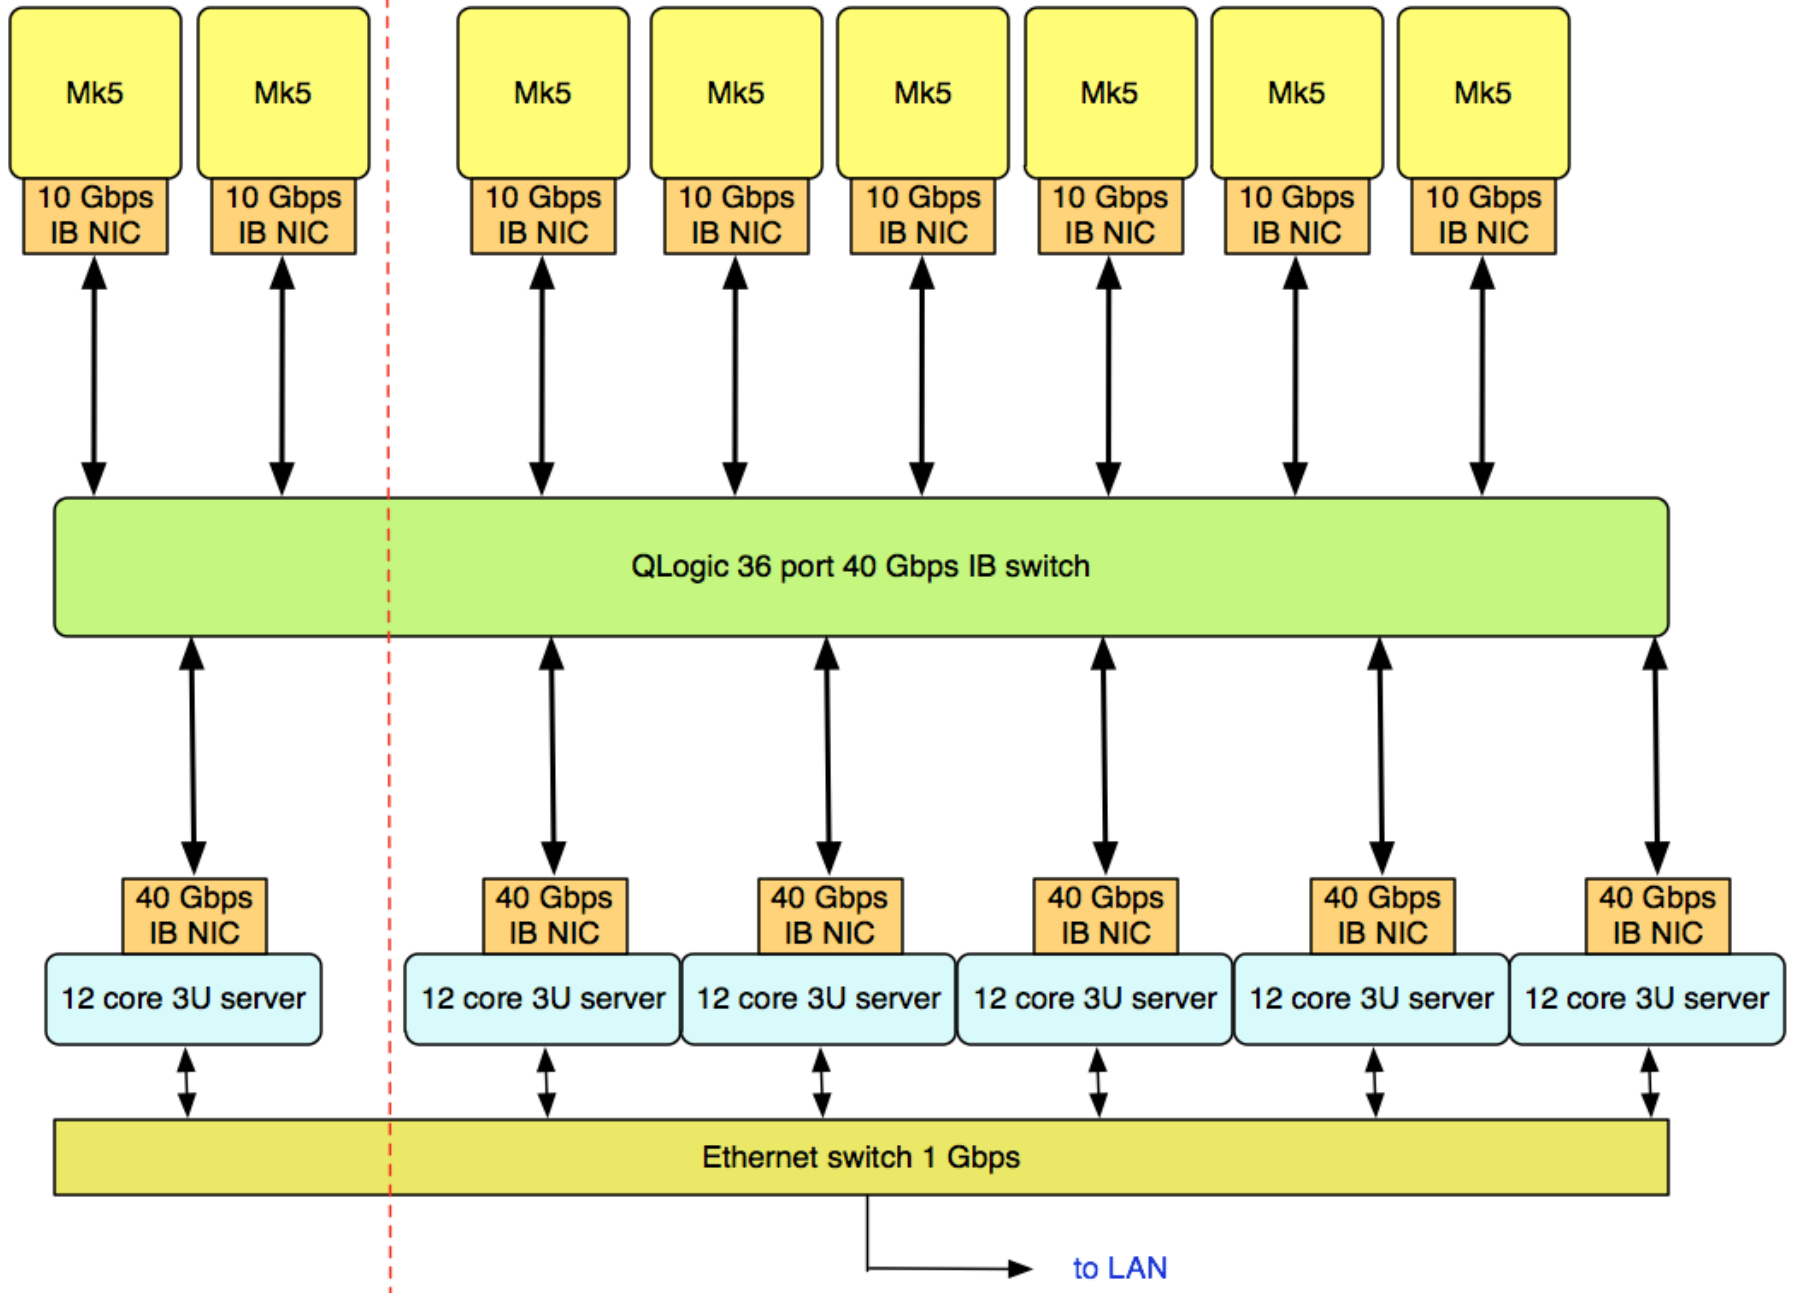 Mk5
Mk5
Mk5
Mk5
Mk5
Mk5
Mk5
Mk5
10 Gbps
IB NIC
10 Gbps
IB NIC
10 Gbps
IB NIC
10 Gbps
IB NIC
10 Gbps
IB NIC
10 Gbps
IB NIC
10 Gbps
IB NIC
10 Gbps
IB NIC
QLogic 36 port 40 Gbps IB switch
40 Gbps
IB NIC
40 Gbps
IB NIC
40 Gbps
IB NIC
40 Gbps
IB NIC
40 Gbps
IB NIC
40 Gbps
IB NIC
12 core 3U server
12 core 3U server
12 core 3U server
12 core 3U server
12 core 3U server
12 core 3U server
Ethernet switch 1 Gbps
to LAN